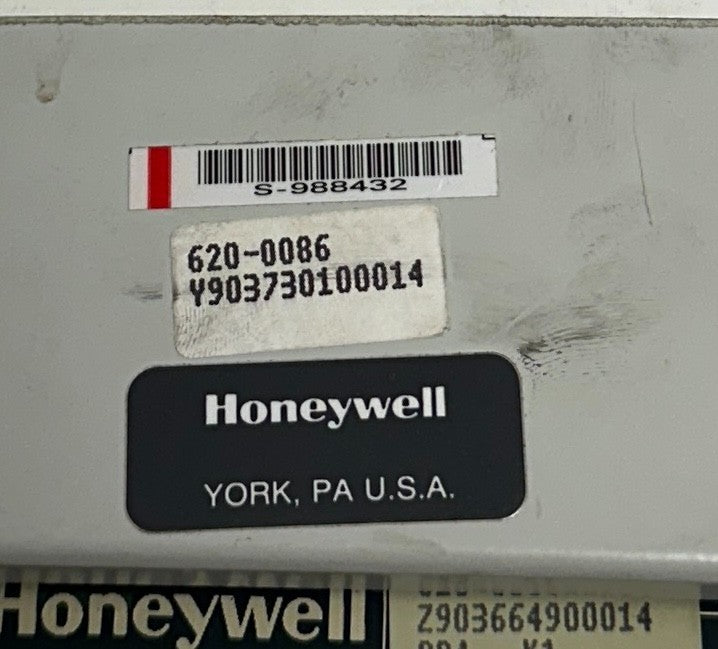 S-988432
620-0086
Y903730100014
Honeywell
YORK, PA U.S.A.
Honeywell
Z903664900014